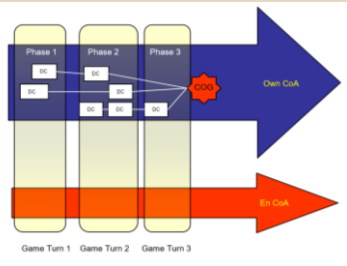 Phase 1 Phase 2 Phase 3
DC DC
DC DC COG Own CoA
DC DC DC
En CoA
Game Turn 1 Game Turn 2 Game Turn 3